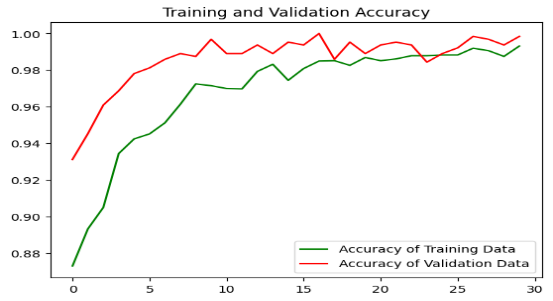 Training and Validation Accuracy
1.00
0.98
0.96
0.94
0.92
0.90
0.88
Accuracy of Training Data
Accuracy of Validation Data
0 5 10 15 20 25 30